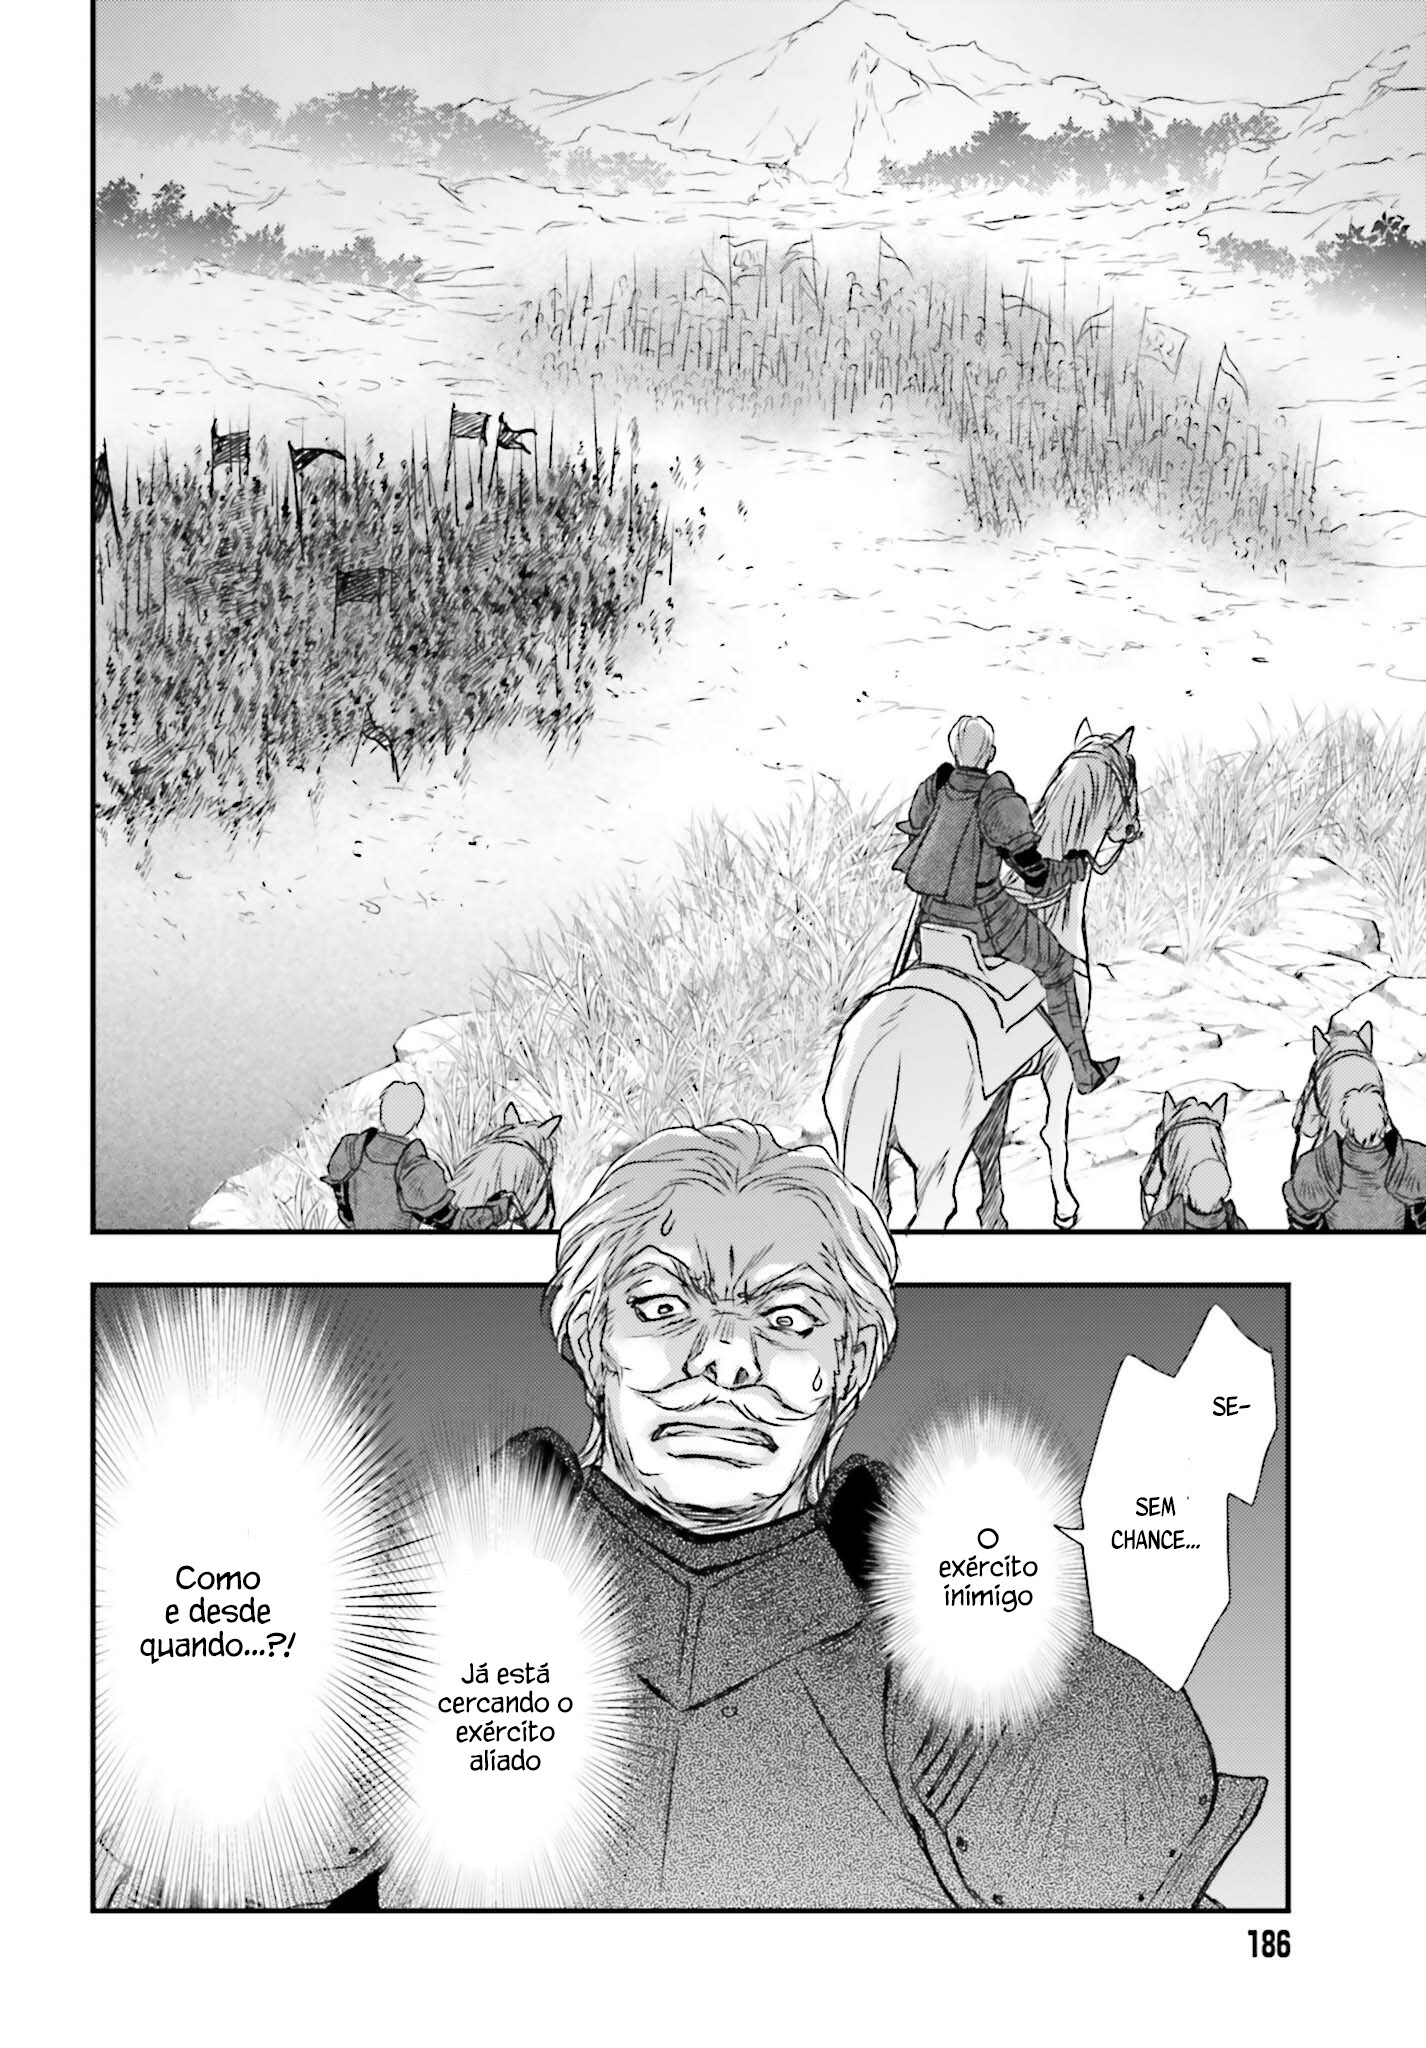 SE-
SEM
CHANCE...
O
exército
inimigo
Já está
cercando o
exército
aliado
Como
e desde
quando...?!
186